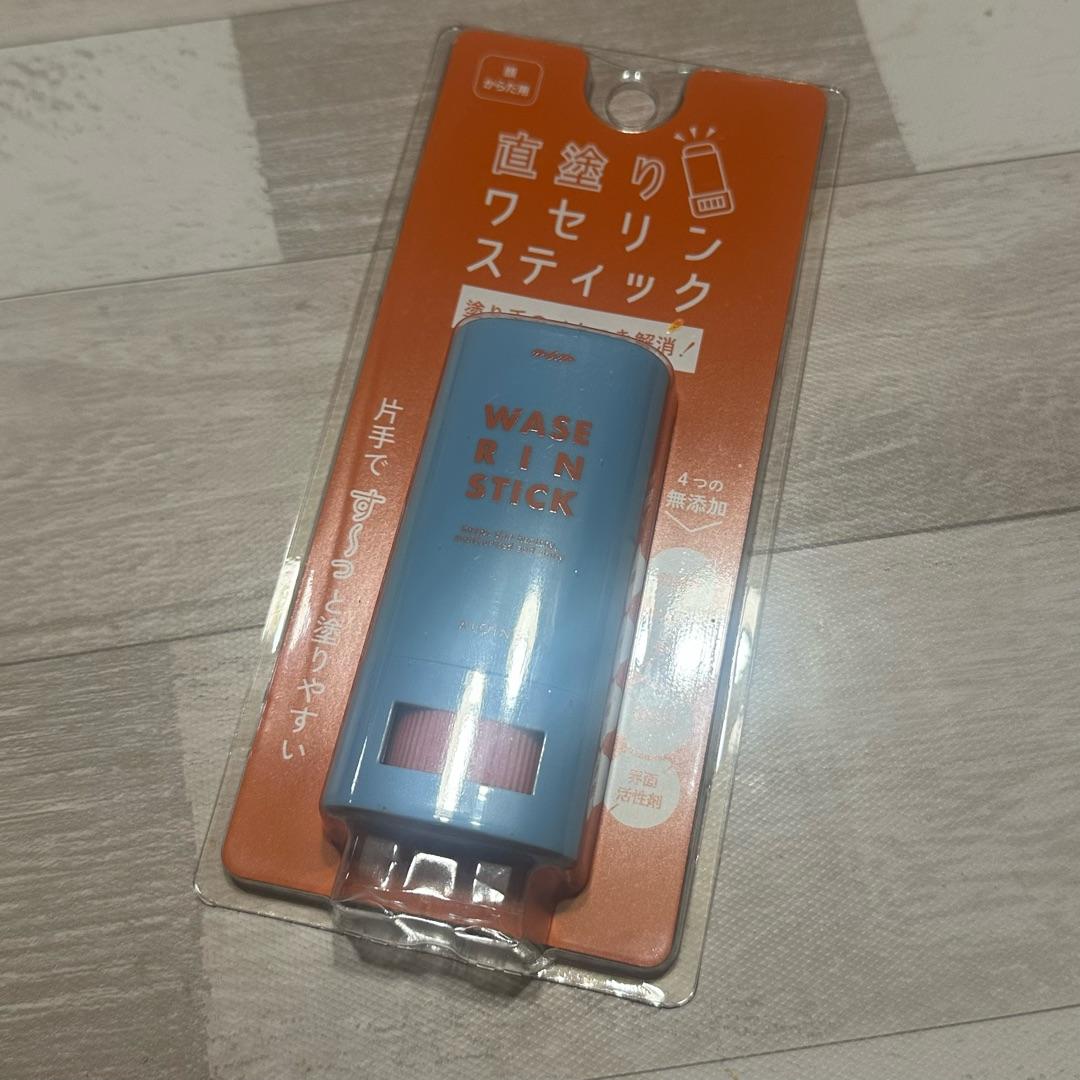 顔
からだ用
直塗り
ワセリン
スティック
解消!
WASE
RIN
STICK
片手で
す〜っと塗りやすい
4つの
無添加
界面
活性剤